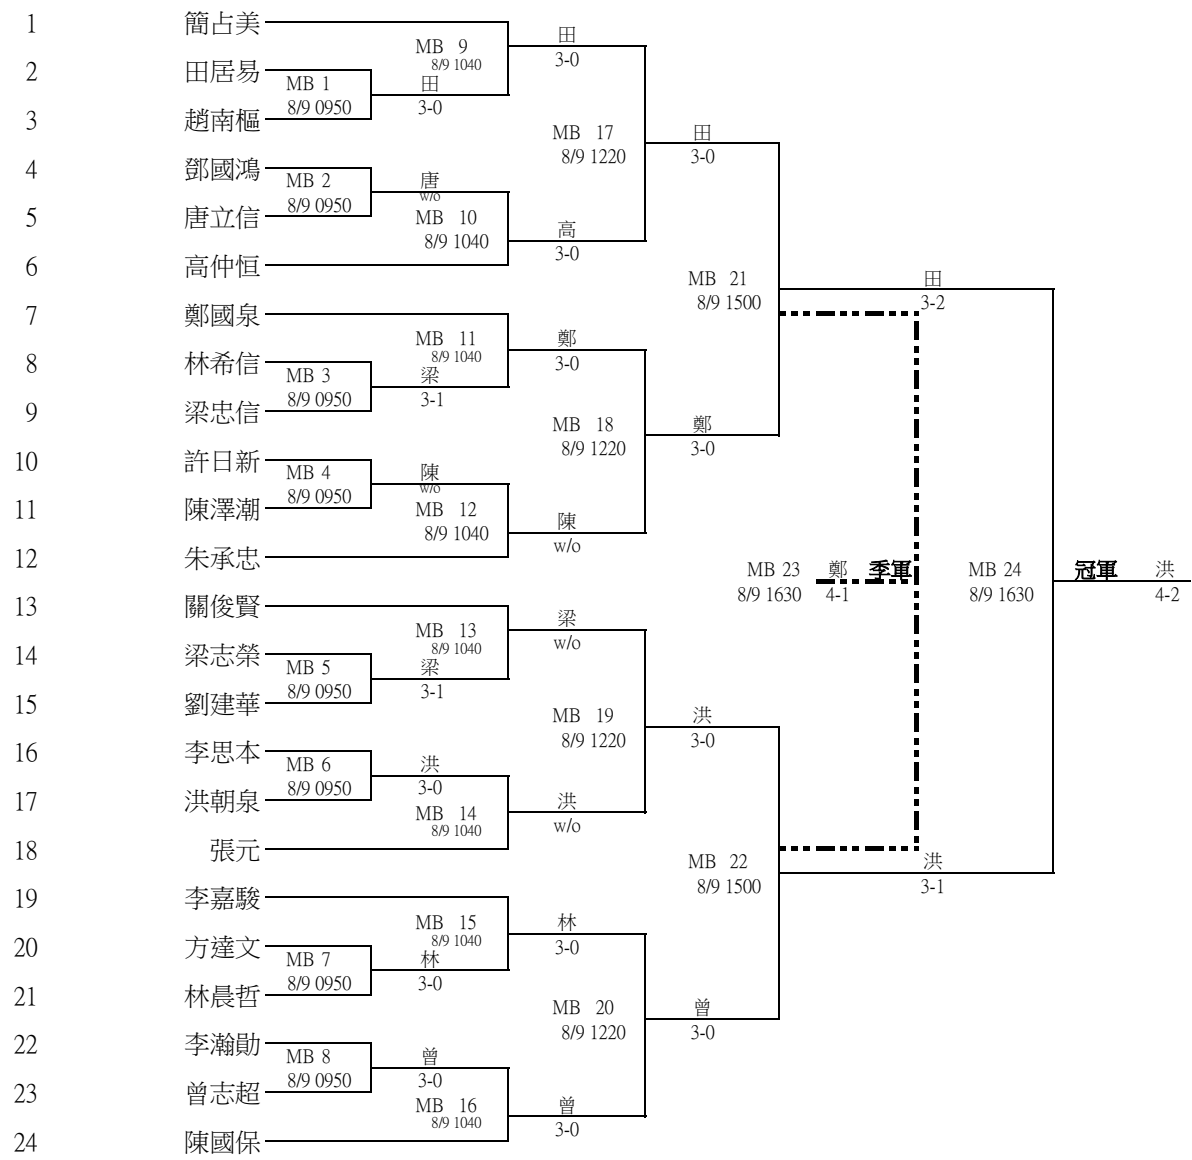 1 簡占美
田
MB 9
8/9 1040
3-0
2 田居易
MB 1
8/9 0950
田
3-0
3 趙南樞
MB 17
8/9 1220
田
3-0
4 鄧國鴻
MB 2
8/9 0950
唐
w/o
5 唐立信
MB 10
8/9 1040
高
3-0
6 高仲恒
MB 21
8/9 1500
田
3-2
7 鄭國泉
MB 11
8/9 1040
鄭
3-0
8 林希信
MB 3
8/9 0950
梁
3-1
9 梁忠信
MB 18
8/9 1220
鄭
3-0
10 許日新
MB 4
8/9 0950
陳
w/o
11 陳澤潮
MB 12
8/9 1040
陳
w/o
12 朱承忠
MB 23
8/9 1630
鄭 季軍
4-1
MB 24
8/9 1630
冠軍 洪
4-2
13 關俊賢
MB 13
8/9 1040
梁
w/o
14 梁志榮
MB 5
8/9 0950
梁
3-1
15 劉建華
MB 19
8/9 1220
洪
3-0
16 李思本
MB 6
8/9 0950
洪
3-0
17 洪朝泉
MB 14
8/9 1040
洪
w/o
18 張元
MB 22
8/9 1500
洪
3-1
19 李嘉駿
MB 15
8/9 1040
林
3-0
20 方達文
MB 7
8/9 0950
林
3-0
21 林晨哲
MB 20
8/9 1220
曾
3-0
22 李瀚勛
MB 8
8/9 0950
曾
3-0
23 曾志超
MB 16
8/9 1040
曾
3-0
24 陳國保